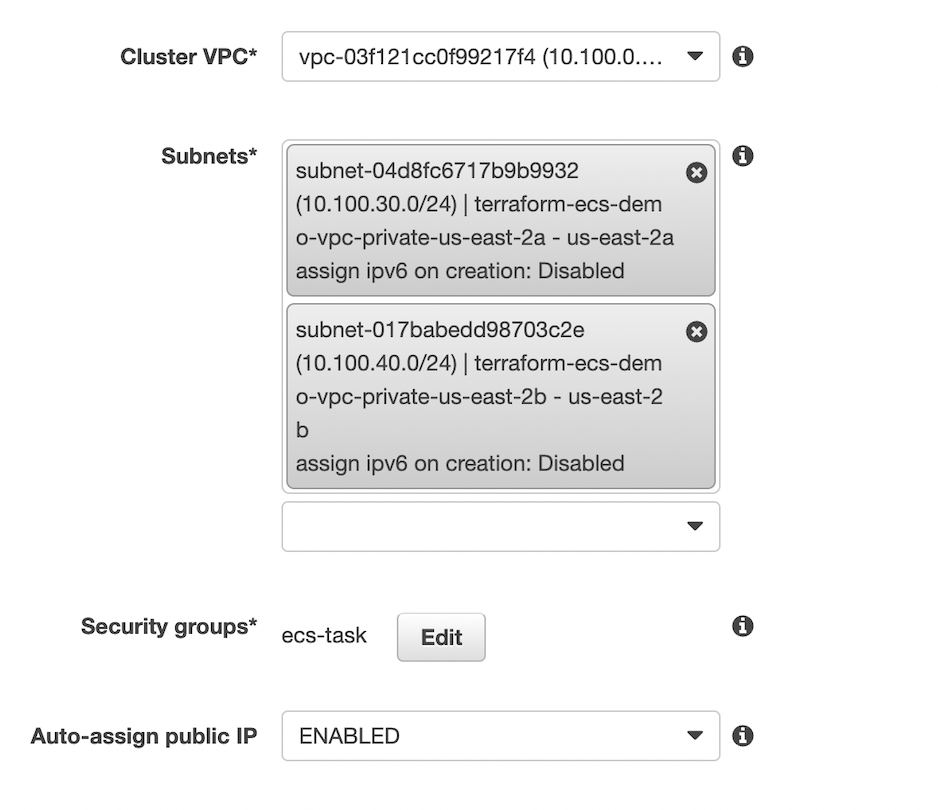 Cluster VPC* vpc-03f121cc0f99217f4 (10.100.0....
Subnets* subnet-04d8fc6717b9b9932
(10.100.30.0/24) | terraform-ecs-dem
o-vpc-private-us-east-2a - us-east-2a
assign ipv6 on creation: Disabled
subnet-017babedd98703c2e
(10.100.40.0/24) | terraform-ecs-dem
o-vpc-private-us-east-2b - us-east-2
b
assign ipv6 on creation: Disabled
Security groups* ecs-task Edit
Auto-assign public IP ENABLED